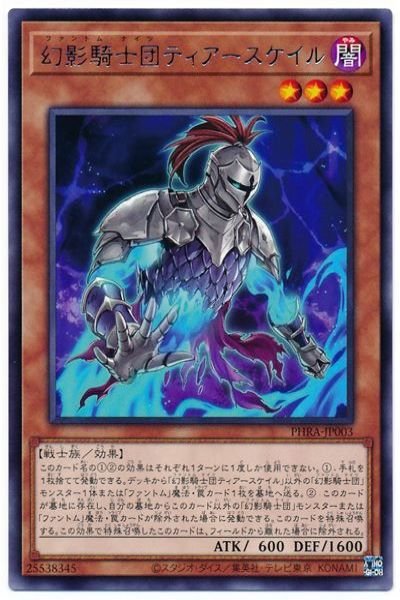 ファントム・ナイツ
幻影騎士団ティアースケイル
やみ
闇
PHRA-JP003
【戦士族／効果】
このカード名の①②の効果はそれぞれ1ターンに1度しか使用できない。①:手札を
1枚捨てて発動できる。デッキから「幻影騎士団ティアースケイル」以外の「幻影騎士団」
モンスター1体または「ファントム」魔法・罠カード1枚を墓地へ送る。②:このカード
が墓地に存在し、自分の墓地からこのカード以外の「幻影騎士団」モンスターまたは
「ファントム」魔法・罠カードが除外された場合に発動できる。このカードを特殊召喚
する。この効果で特殊召喚したこのカードは、フィールドから離れた場合に除外される。
ATK/ 600 DEF/1600
25538345
©スタジオ・ダイス／集英社・テレビ東京 KONAMI